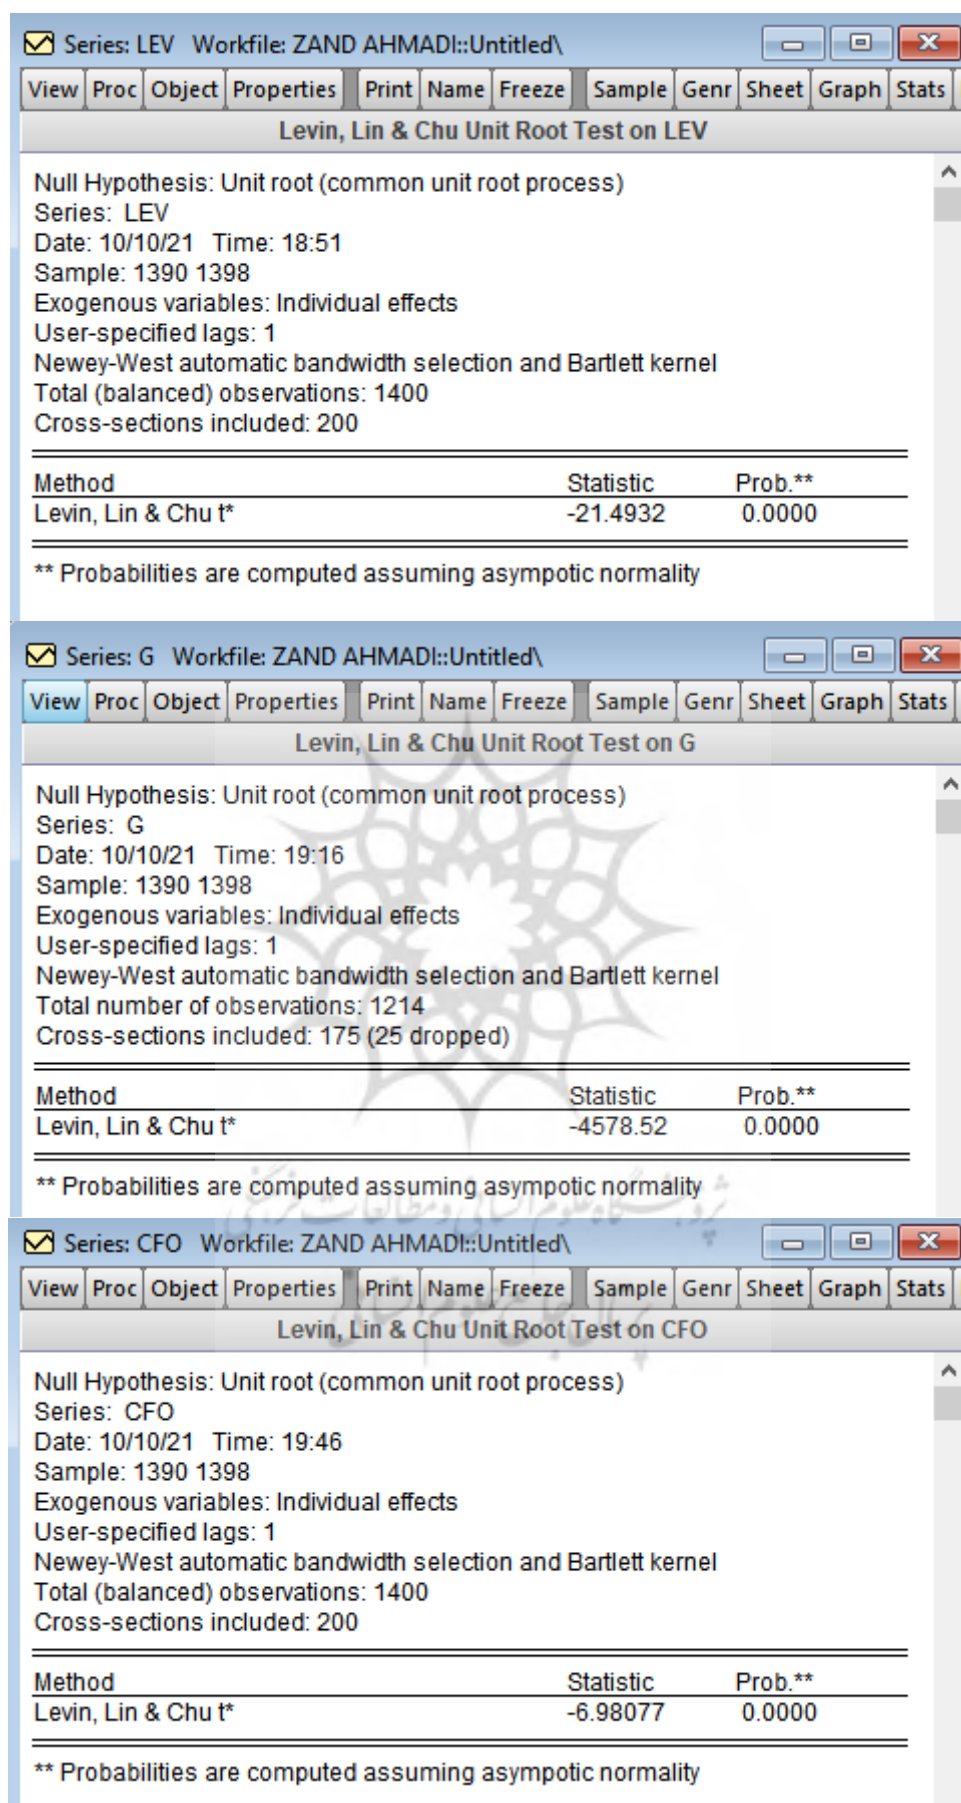 Series: LEV Workfile: ZAND AHMADI::Untitled\
View Proc Object Properties Print Name Freeze Sample Genr Sheet Graph Stats
Levin, Lin & Chu Unit Root Test on LEV
Null Hypothesis: Unit root (common unit root process)
Series: LEV
Date: 10/10/21 Time: 18:51
Sample: 1390 1398
Exogenous variables: Individual effects
User-specified lags: 1
Newey-West automatic bandwidth selection and Bartlett kernel
Total (balanced) observations: 1400
Cross-sections included: 200
Method Statistic Prob.**
Levin, Lin & Chu t* -21.4932 0.0000
** Probabilities are computed assuming asympotic normality
Series: G Workfile: ZAND AHMADI::Untitled\
View Proc Object Properties Print Name Freeze Sample Genr Sheet Graph Stats
Levin, Lin & Chu Unit Root Test on G
Null Hypothesis: Unit root (common unit root process)
Series: G
Date: 10/10/21 Time: 19:16
Sample: 1390 1398
Exogenous variables: Individual effects
User-specified lags: 1
Newey-West automatic bandwidth selection and Bartlett kernel
Total number of observations: 1214
Cross-sections included: 175 (25 dropped)
Method Statistic Prob.**
Levin, Lin & Chu t* -4578.52 0.0000
** Probabilities are computed assuming asympotic normality
پژوهشگاه علوم انسانی و مطالعات فرهنگی
Series: CFO Workfile: ZAND AHMADI::Untitled\
View Proc Object Properties Print Name Freeze Sample Genr Sheet Graph Stats
پرتال جامع علوم انسانی
Levin, Lin & Chu Unit Root Test on CFO
Null Hypothesis: Unit root (common unit root process)
Series: CFO
Date: 10/10/21 Time: 19:46
Sample: 1390 1398
Exogenous variables: Individual effects
User-specified lags: 1
Newey-West automatic bandwidth selection and Bartlett kernel
Total (balanced) observations: 1400
Cross-sections included: 200
Method Statistic Prob.**
Levin, Lin & Chu t* -6.98077 0.0000
** Probabilities are computed assuming asympotic normality